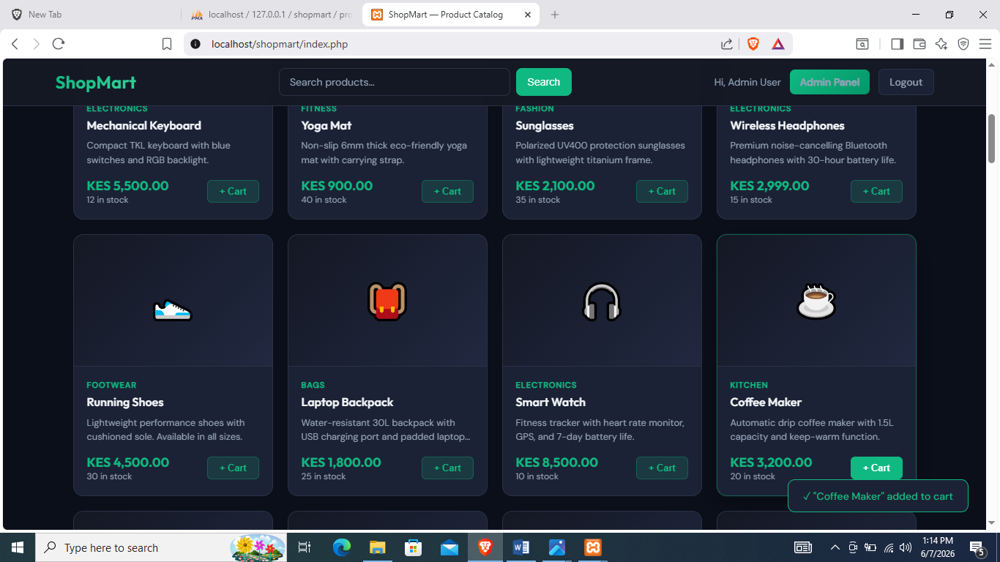 New Tab
localhost / 127.0.0.1 / shopmart / pro
ShopMart — Product Catalog
localhost/shopmart/index.php
ShopMart
Search products...
Search
Hi, Admin User
Admin Panel
Logout
ELECTRONICS
Mechanical Keyboard
Compact TKL keyboard with blue
switches and RGB backlight.
KES 5,500.00
12 in stock
+ Cart
FITNESS
Yoga Mat
Non-slip 6mm thick eco-friendly yoga
mat with carrying strap.
KES 900.00
40 in stock
+ Cart
FASHION
Sunglasses
Polarized UV400 protection sunglasses
with lightweight titanium frame.
KES 2,100.00
35 in stock
+ Cart
ELECTRONICS
Wireless Headphones
Premium noise-cancelling Bluetooth
headphones with 30-hour battery life.
KES 2,999.00
15 in stock
+ Cart
FOOTWEAR
Running Shoes
Lightweight performance shoes with
cushioned sole. Available in all sizes.
KES 4,500.00
30 in stock
+ Cart
BAGS
Laptop Backpack
Water-resistant 30L backpack with
USB charging port and padded laptop...
KES 1,800.00
25 in stock
+ Cart
ELECTRONICS
Smart Watch
Fitness tracker with heart rate monitor,
GPS, and 7-day battery life.
KES 8,500.00
10 in stock
+ Cart
KITCHEN
Coffee Maker
Automatic drip coffee maker with 1.5L
capacity and keep-warm function.
KES 3,200.00
20 in stock
+ Cart
✓ "Coffee Maker" added to cart
Type here to search
1:14 PM
6/7/2026
5